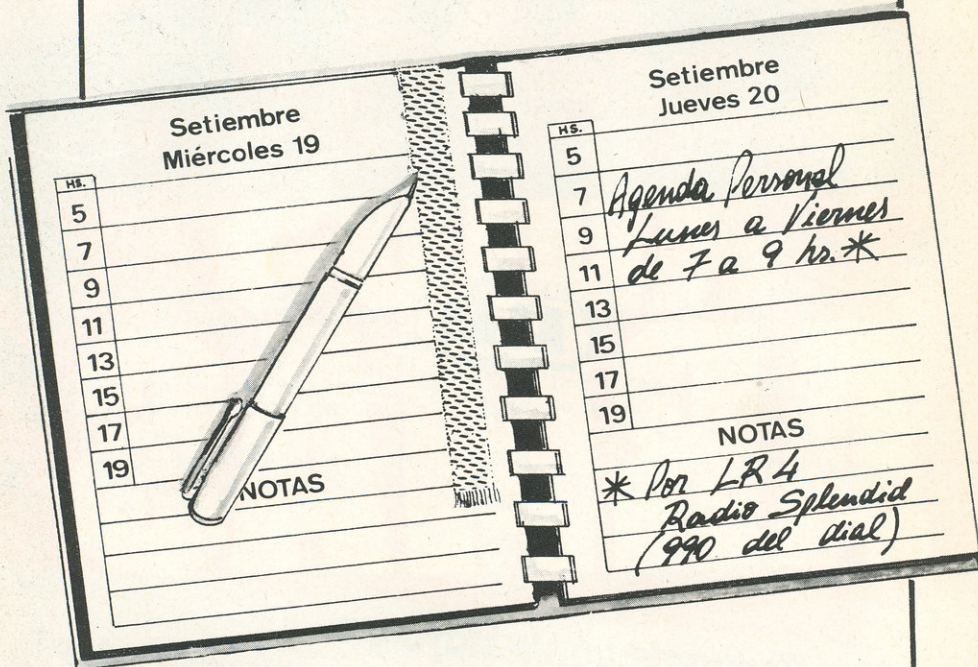 Setiembre
Miércoles 19
HS.
5
7
9
11
13
15
17
19
NOTAS
Setiembre
Jueves 20
HS.
5
7
9
11
13
15
17
19
Agenda Personal
Lunes a Viernes
de 7 a 9 hs.*
NOTAS
* Por LR4
Radio Splendid
(990 del dial)